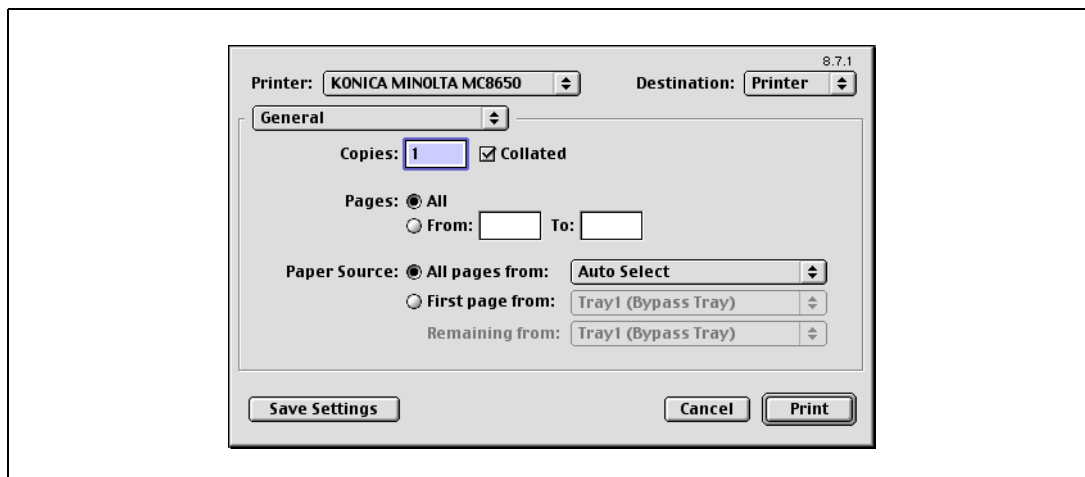 8.7.1
Printer: KONICA MINOLTA MC8650 Destination: Printer
General
Copies: 1 Collated
Pages: All
From: To:
Paper Source: All pages from: Auto Select
First page from: Tray1 (Bypass Tray)
Remaining from: Tray1 (Bypass Tray)
Save Settings Cancel Print